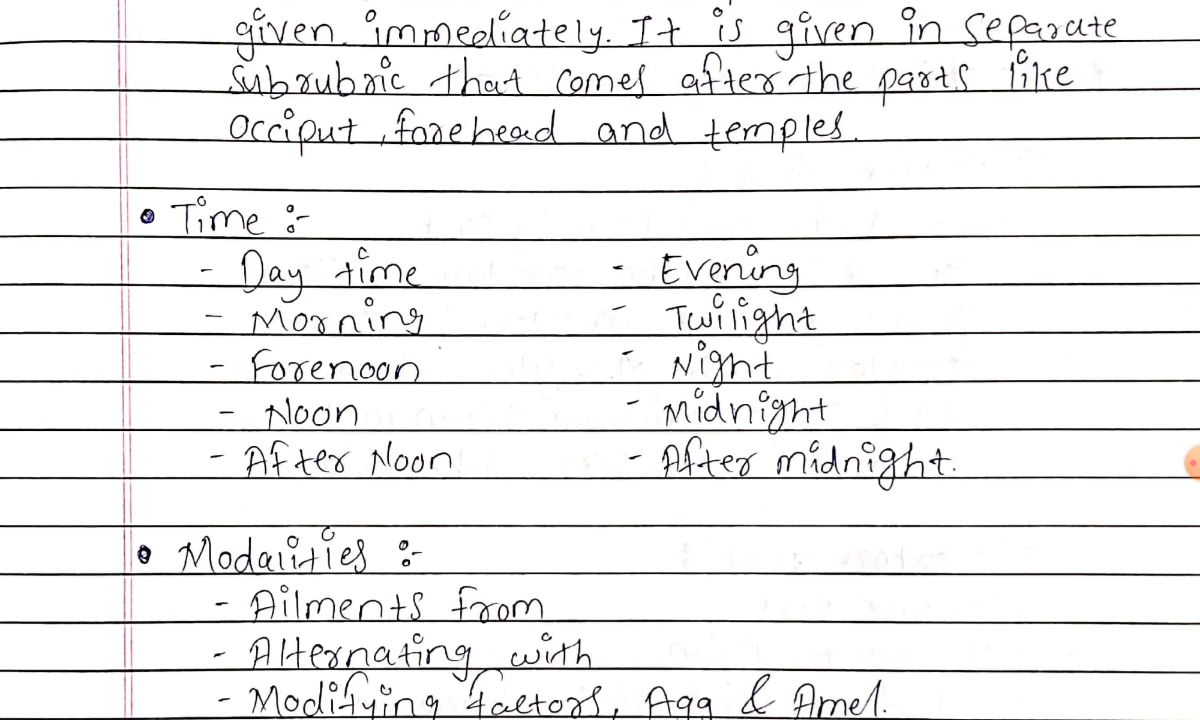 given immediately. It is given in separate
subrubric that comes after the parts like
occiput, forehead and temples.
• Time :-
- Day time - Evening
- Morning - Twilight
- Forenoon - Night
- Noon - Midnight
- After Noon - After midnight.
• Modalities :-
- Ailments from
- Alternating with
- Modifying factors, Agg & Amel.